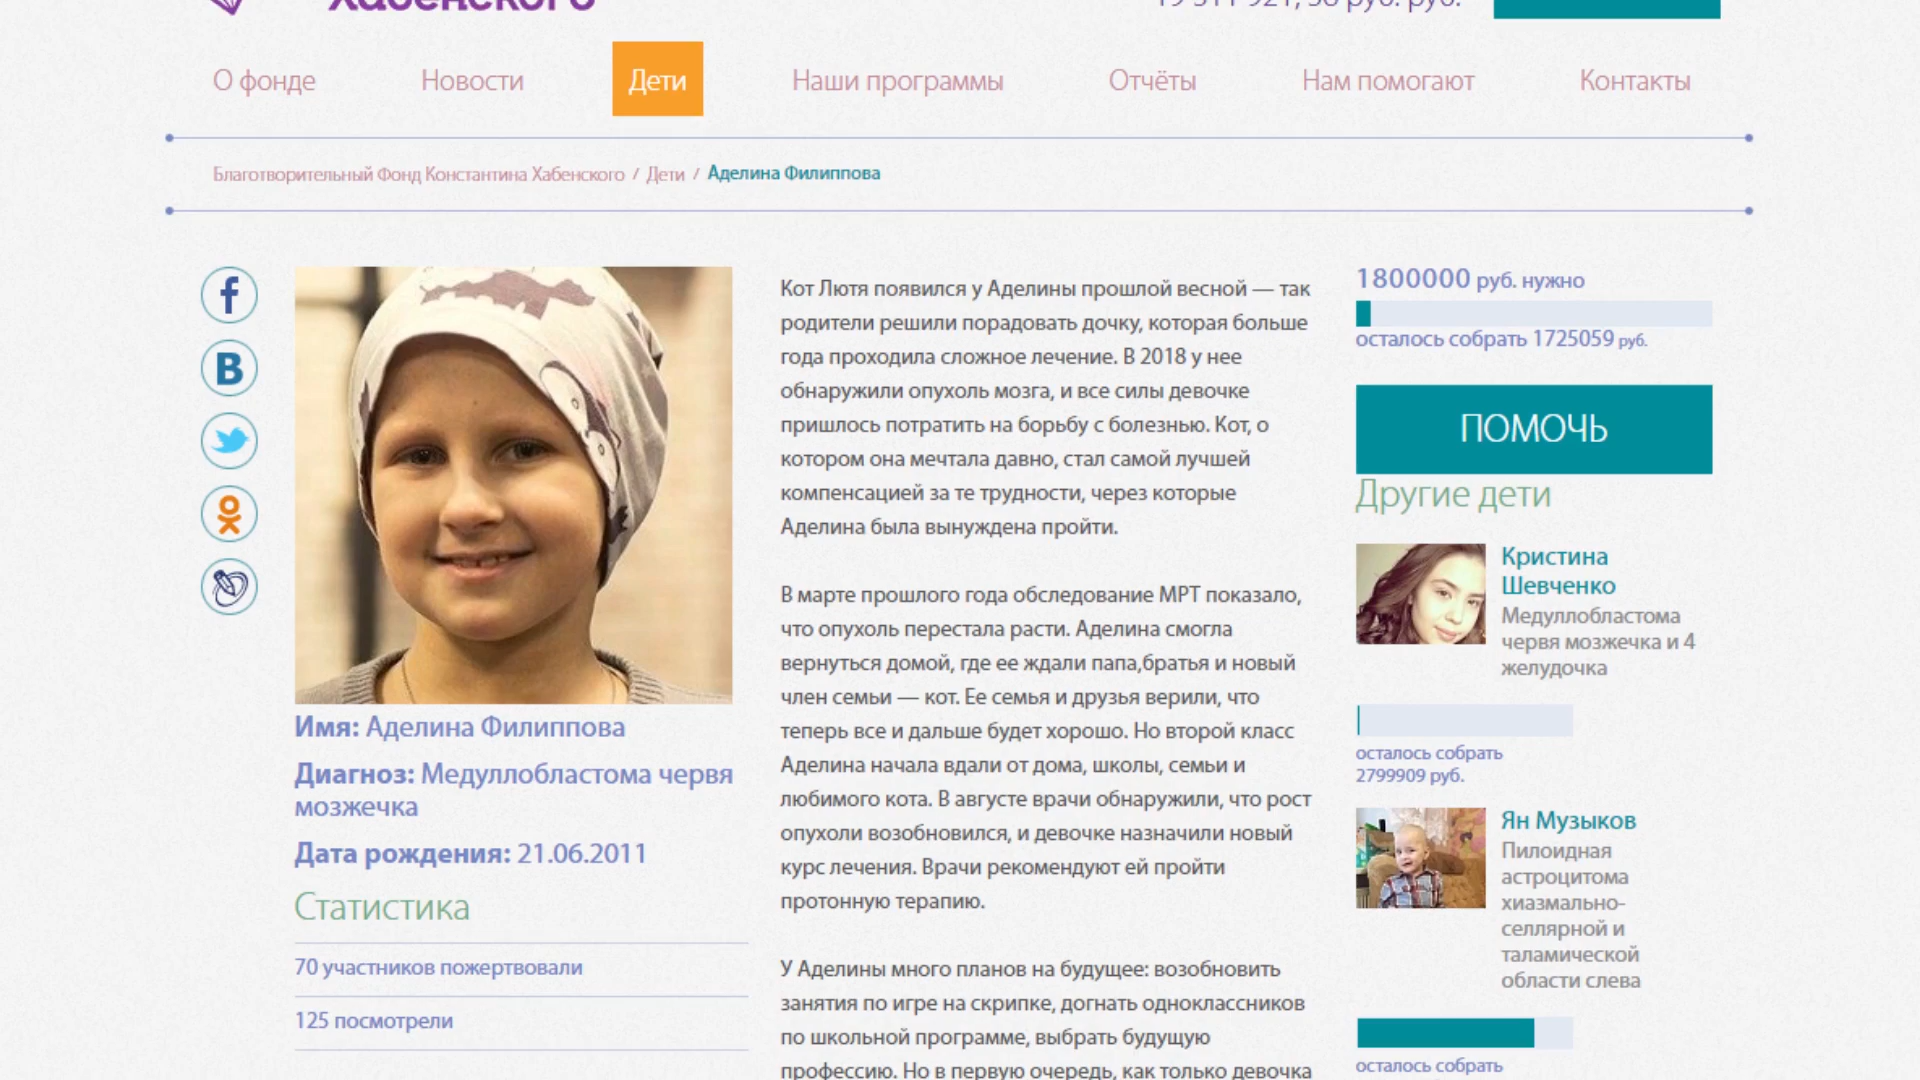 Хабенского
19 511 921, 58 руб. руб.
О фонде
Новости
Дети
Наши программы
Отчёты
Нам помогают
Контакты
Благотворительный Фонд Константина Хабенского / Дети / Аделина Филиппова
Имя: Аделина Филиппова
Диагноз: Медуллобластома червя
мозжечка
Дата рождения: 21.06.2011
Статистика
70 участников пожертвовали
125 посмотрели
Кот Лютя появился у Аделины прошлой весной — так
родители решили порадовать дочку, которая больше
года проходила сложное лечение. В 2018 у нее
обнаружили опухоль мозга, и все силы девочке
пришлось потратить на борьбу с болезнью. Кот, о
котором она мечтала давно, стал самой лучшей
компенсацией за те трудности, через которые
Аделина была вынуждена пройти.
В марте прошлого года обследование МРТ показало,
что опухоль перестала расти. Аделина смогла
вернуться домой, где ее ждали папа,братья и новый
член семьи — кот. Ее семья и друзья верили, что
теперь все и дальше будет хорошо. Но второй класс
Аделина начала вдали от дома, школы, семьи и
любимого кота. В августе врачи обнаружили, что рост
опухоли возобновился, и девочке назначили новый
курс лечения. Врачи рекомендуют ей пройти
протонную терапию.
У Аделины много планов на будущее: возобновить
занятия по игре на скрипке, догнать одноклассников
по школьной программе, выбрать будущую
профессию. Но в первую очередь, как только девочка
1800000 руб. нужно
осталось собрать 1725059 руб.
ПОМОЧЬ
Другие дети
Кристина
Шевченко
Медуллобластома
червя мозжечка и 4
желудочка
осталось собрать
2799909 руб.
Ян Музыков
Пилоидная
астроцитома
хиазмально-
селлярной и
таламической
области слева
осталось собрать